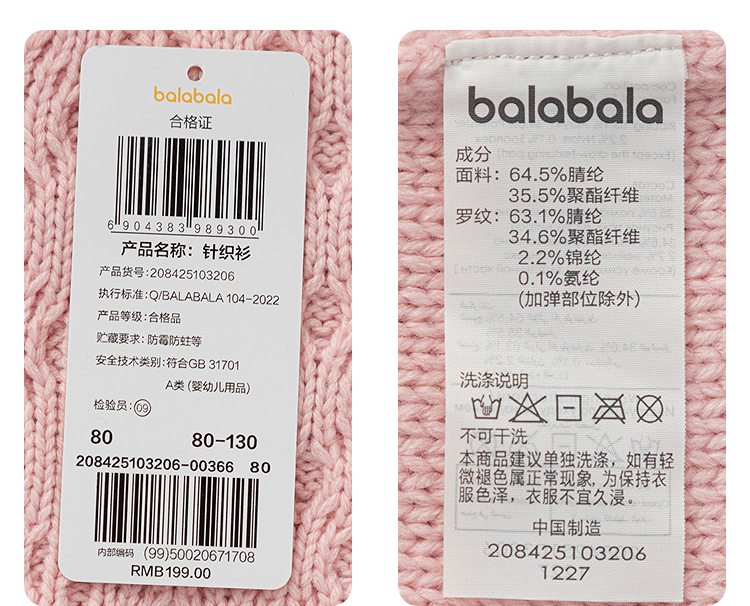 balabala
合格证
6 904383 989300
产品名称：针织衫
产品货号：208425103206
执行标准：Q/BALABALA 104-2022
产品等级：合格品
贮藏要求：防霉防蛀等
安全技术类别：符合GB 31701
A类（婴幼儿用品）
检验员：09
80 80-130
208425103206-00366 80
内部编码 (99)50020671708
RMB199.00
balabala
成分
面料：64.5%腈纶
35.5%聚酯纤维
罗纹：63.1%腈纶
34.6%聚酯纤维
2.2%锦纶
0.1%氨纶
(加弹部位除外)
洗涤说明
不可干洗
本商品建议单独洗涤，如有轻
微褪色属正常现象，为保持衣
服色泽，衣服不宜久浸。
中国制造
208425103206
1227